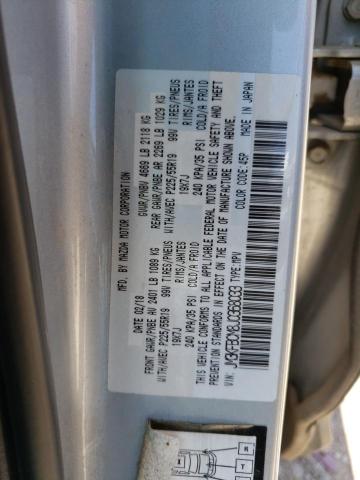 MFD BY MAZDA MOTOR CORPORATION
DATE 02/18 GVWR/PNBV 4669 LB 2118 KG
FRONT GAWR/PNBE AV 2401 LB 1089 KG REAR GAWR/PNBE AR 2269 LB 1029 KG
WITH/AVEC P225/55R19 99V TIRES/PNEUS WITH/AVEC P225/55R19 99V TIRES/PNEUS
19X7J RIMS/JANTES 19X7J RIMS/JANTES
240 KPA/35 PSI COLD/A FROID 240 KPA/35 PSI COLD/A FROID
THIS VEHICLE CONFORMS TO ALL APPLICABLE FEDERAL MOTOR VEHICLE SAFETY AND THEFT
PREVENTION STANDARDS IN EFFECT ON THE DATE OF MANUFACTURE SHOWN ABOVE.
TYPE:MPV COLOR CODE:45P MADE IN JAPAN